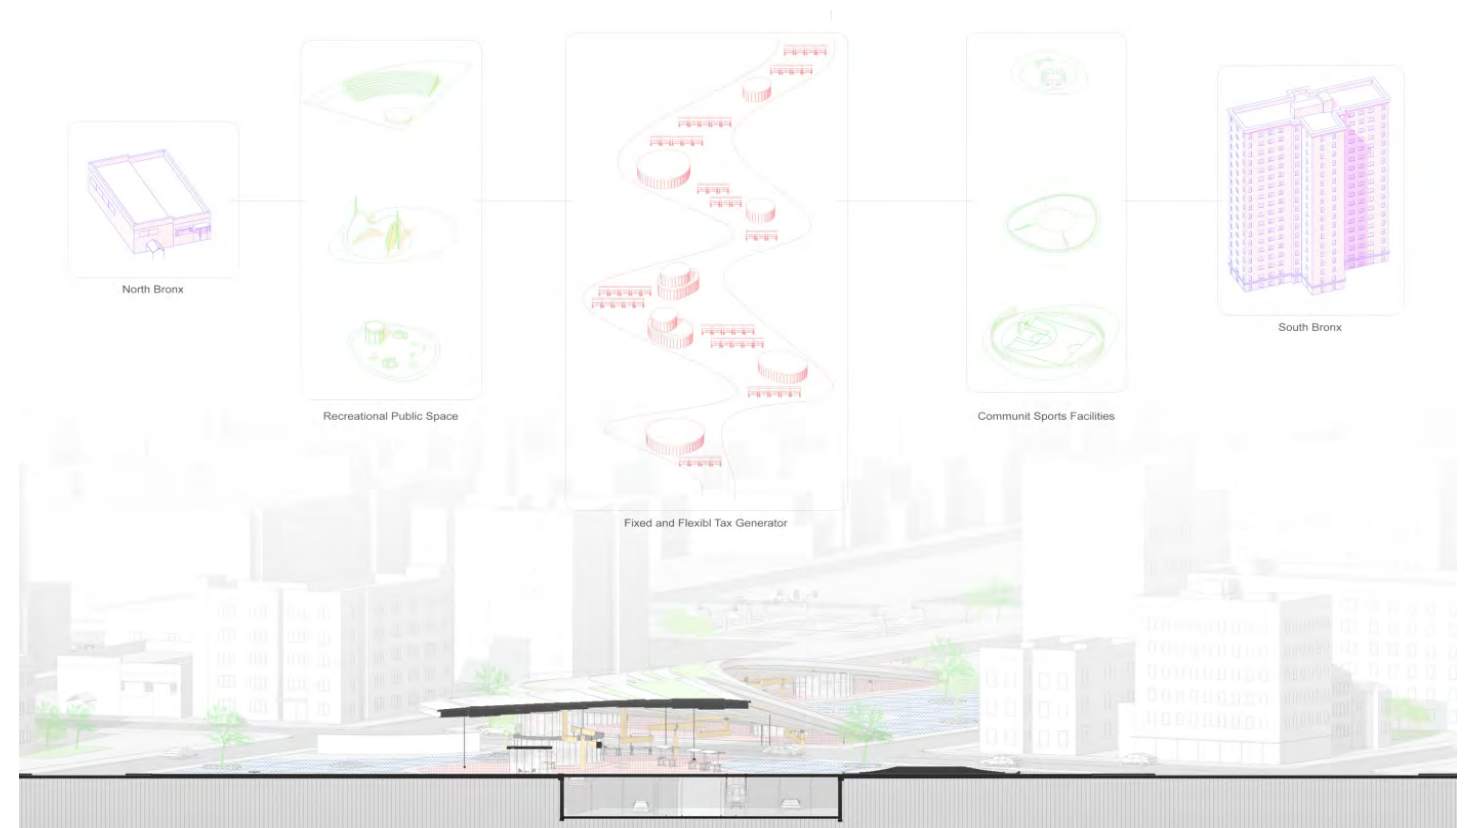 North Bronx
South Bronx
Recreational Public Space
Communit Sports Facilities
Fixed and Flexibl Tax Generator